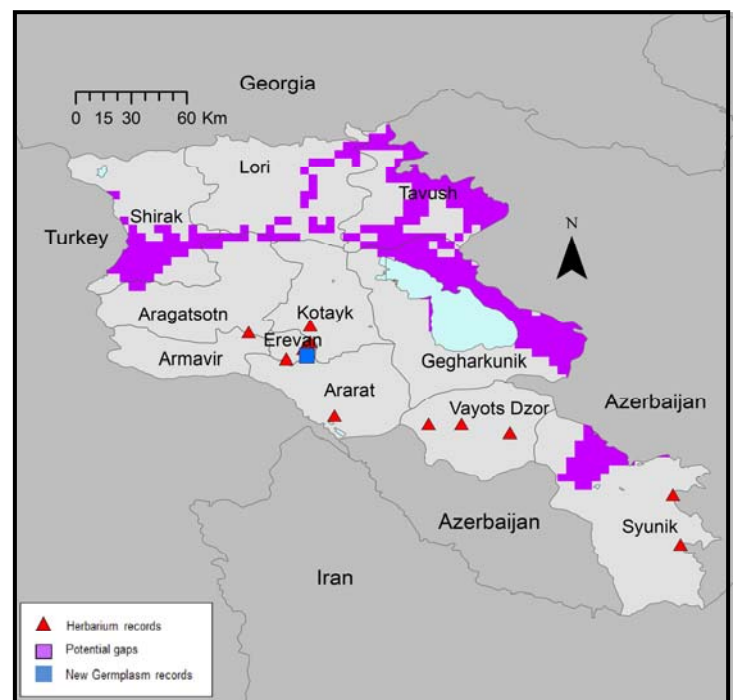 Georgia
0 15 30 60 Km
Lori
Tavush
Shirak
N
Turkey
Aragatsotn
Kotayk
Erevan
Armavir
Gegharkunik
Ararat
Vayots Dzor
Azerbaijan
Azerbaijan
Syunik
Iran
Herbarium records
Potential gaps
New Germplasm records